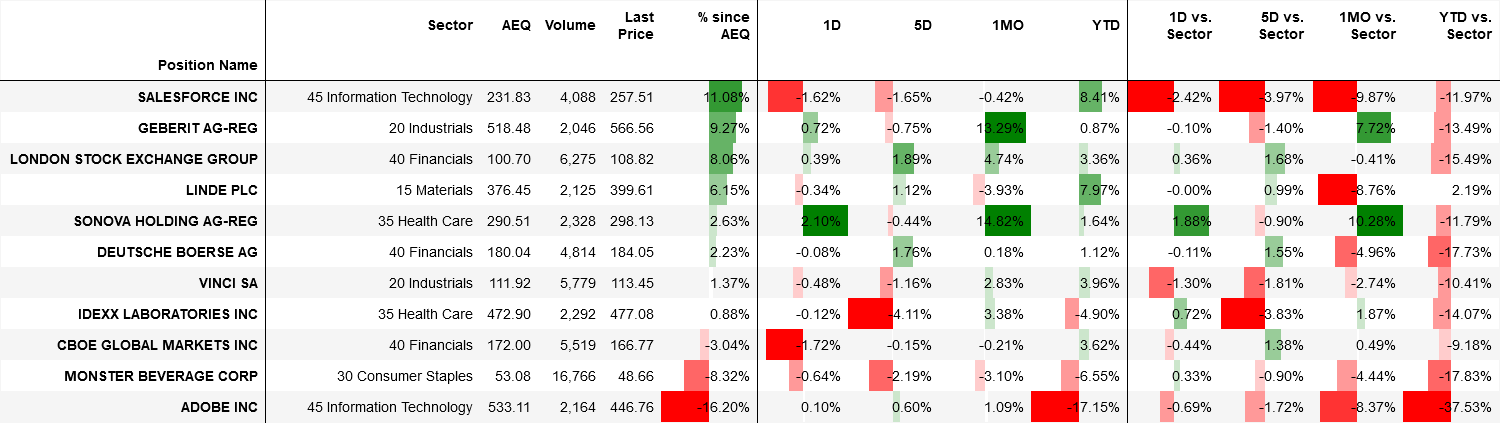 Sector AEQ Volume Last Price % since AEQ 1D 5D 1MO YTD 1D vs. Sector 5D vs. Sector 1MO vs. Sector YTD vs. Sector
Position Name
SALESFORCE INC 45 Information Technology 231.83 4,088 257.51 11.08% -1.62% -1.65% -0.42% 8.41% -2.42% -3.97% -9.87% -11.97%
GEBERIT AG-REG 20 Industrials 518.48 2,046 566.56 9.27% 0.72% -0.75% 13.29% 0.87% -0.10% -1.40% 7.72% -13.49%
LONDON STOCK EXCHANGE GROUP 40 Financials 100.70 6,275 108.82 8.06% 0.39% 1.89% 4.74% 3.36% 0.36% 1.68% -0.41% -15.49%
LINDE PLC 15 Materials 376.45 2,125 399.61 6.15% -0.34% 1.12% -3.93% 7.97% -0.00% 0.99% -8.76% 2.19%
SONOVA HOLDING AG-REG 35 Health Care 290.51 2,328 298.13 2.63% 2.10% -0.44% 14.82% 1.64% 1.88% -0.90% 10.28% -11.79%
DEUTSCHE BOERSE AG 40 Financials 180.04 4,814 184.05 2.23% -0.08% 1.76% 0.18% 1.12% -0.11% 1.55% -4.96% -17.73%
VINCI SA 20 Industrials 111.92 5,779 113.45 1.37% -0.48% -1.16% 2.83% 3.96% -1.30% -1.81% -2.74% -10.41%
IDEXX LABORATORIES INC 35 Health Care 472.90 2,292 477.08 0.88% -0.12% -4.11% 3.38% -4.90% 0.72% -3.83% 1.87% -14.07%
CBOE GLOBAL MARKETS INC 40 Financials 172.00 5,519 166.77 -3.04% -1.72% -0.15% -0.21% 3.62% -0.44% 1.38% 0.49% -9.18%
MONSTER BEVERAGE CORP 30 Consumer Staples 53.08 16,766 48.66 -8.32% -0.64% -2.19% -3.10% -6.55% 0.33% -0.90% -4.44% -17.83%
ADOBE INC 45 Information Technology 533.11 2,164 446.76 -16.20% 0.10% 0.60% 1.09% -17.15% -0.69% -1.72% -8.37% -37.53%